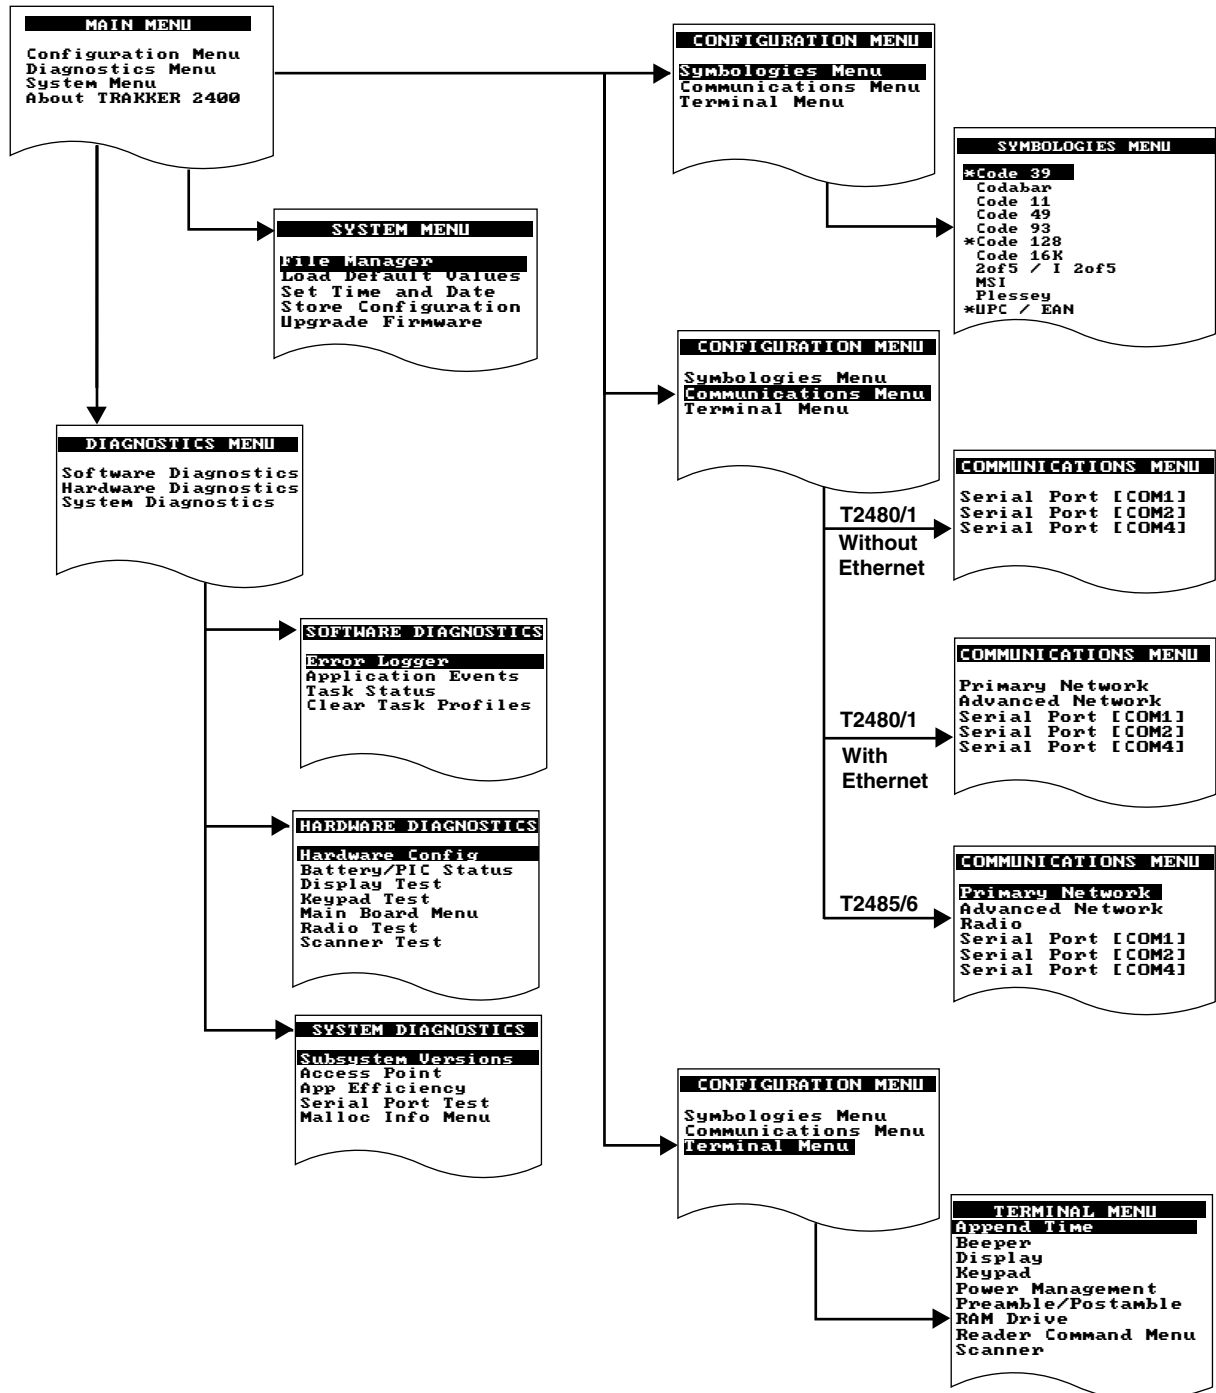 MAIN MENU
Configuration Menu
Diagnostics Menu
System Menu
About TRAKKER 2400
SYSTEM MENU
File Manager
Load Default Values
Set Time and Date
Store Configuration
Upgrade Firmware
DIAGNOSTICS MENU
Software Diagnostics
Hardware Diagnostics
System Diagnostics
SOFTWARE DIAGNOSTICS
Error Logger
Application Events
Task Status
Clear Task Profiles
HARDWARE DIAGNOSTICS
Hardware Config
Battery/PIC Status
Display Test
Keypad Test
Main Board Menu
Radio Test
Scanner Test
SYSTEM DIAGNOSTICS
Subsystem Versions
Access Point
App Efficiency
Serial Port Test
Malloc Info Menu
CONFIGURATION MENU
Symbologies Menu
Communications Menu
Terminal Menu
SYMBOLOGIES MENU
*Code 39
Codabar
Code 11
Code 49
Code 93
*Code 128
Code 16K
2of5 / I 2of5
MSI
Plessey
*UPC / EAN
CONFIGURATION MENU
Symbologies Menu
Communications Menu
Terminal Menu
T2480/1
Without
Ethernet
COMMUNICATIONS MENU
Serial Port [COM1]
Serial Port [COM2]
Serial Port [COM4]
T2480/1
With
Ethernet
COMMUNICATIONS MENU
Primary Network
Advanced Network
Serial Port [COM1]
Serial Port [COM2]
Serial Port [COM4]
T2485/6
COMMUNICATIONS MENU
Primary Network
Advanced Network
Radio
Serial Port [COM1]
Serial Port [COM2]
Serial Port [COM4]
CONFIGURATION MENU
Symbologies Menu
Communications Menu
Terminal Menu
TERMINAL MENU
Append Time
Beeper
Display
Keypad
Power Management
Preamble/Postamble
RAM Drive
Reader Command Menu
Scanner